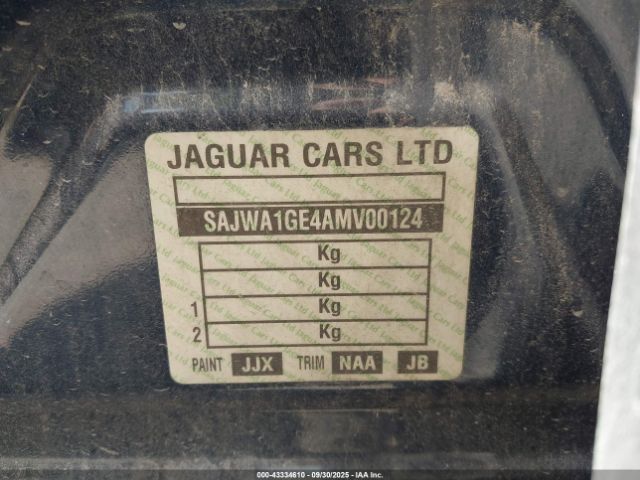 JAGUAR CARS LTD
SAJWA1GE4AMV00124
Kg
Kg
1 Kg
2 Kg
PAINT JJX TRIM NAA JB
000-43334610 - 09/30/2025 - IAA Inc.